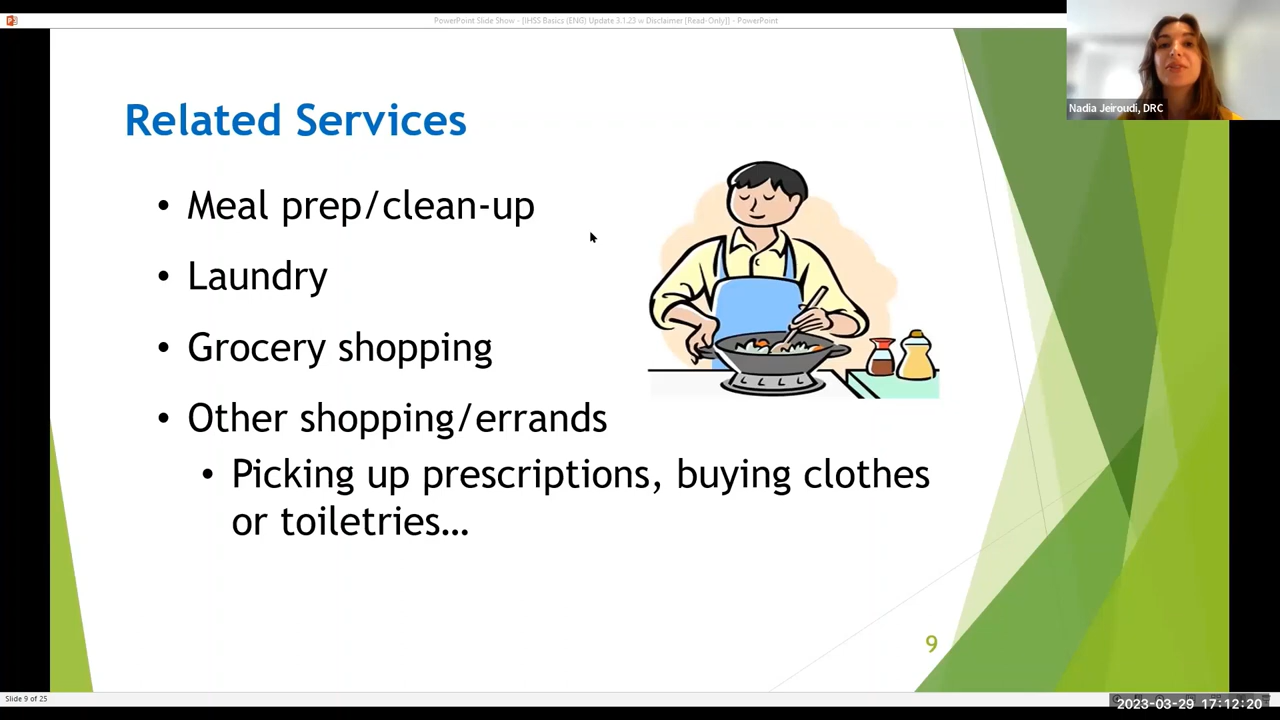 PowerPoint Slide Show - [IHSS Basics (ENG) Update 3.1.23 w Disclaimer [Read-Only]] - PowerPoint
Nadia Jeiroudi, DRC
Related Services
• Meal prep/clean-up
• Laundry
• Grocery shopping
• Other shopping/errands
• Picking up prescriptions, buying clothes
or toiletries…
9
Slide 9 of 25
2023-03-29 17:12:20